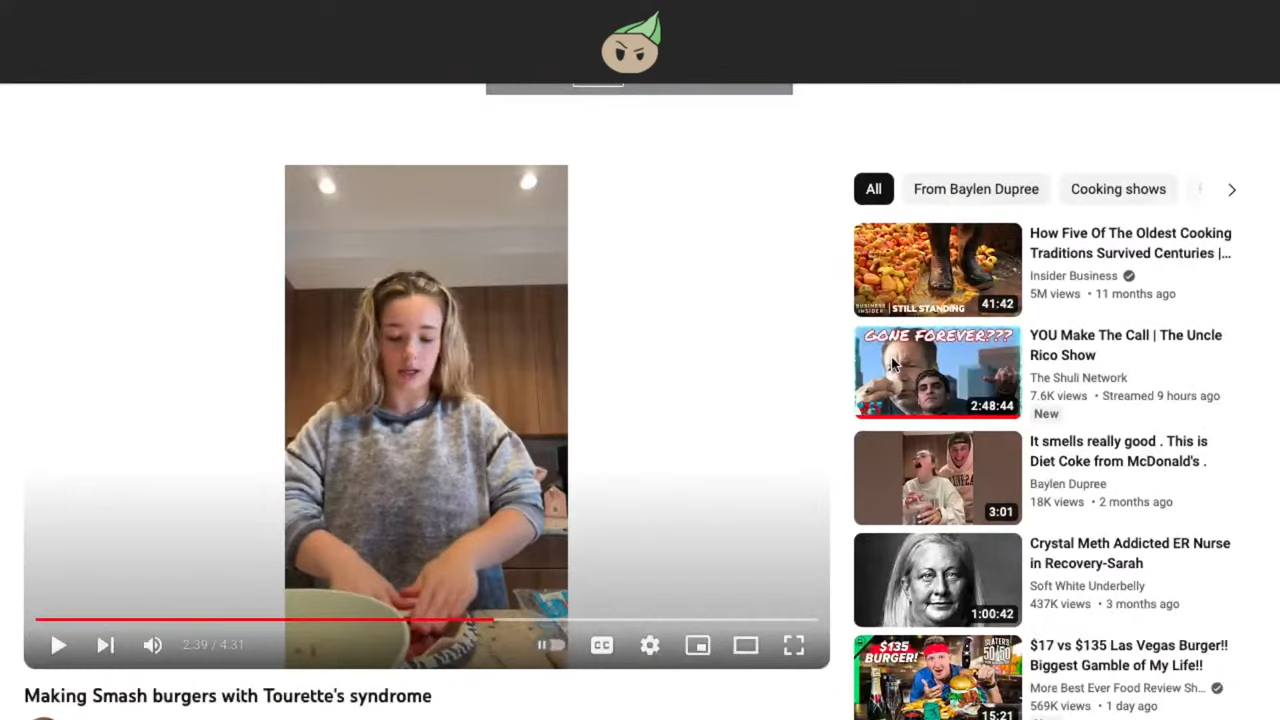 All
From Baylen Dupree
Cooking shows
How Five Of The Oldest Cooking
Traditions Survived Centuries |...
Insider Business
5M views • 11 months ago
BUSINESS
INSIDER | STILL STANDING
41:42
GONE FOREVER???
2:48:44
YOU Make The Call | The Uncle
Rico Show
The Shuli Network
7.6K views • Streamed 9 hours ago
New
3:01
It smells really good . This is
Diet Coke from McDonald's .
Baylen Dupree
18K views • 2 months ago
1:00:42
Crystal Meth Addicted ER Nurse
in Recovery-Sarah
Soft White Underbelly
437K views • 3 months ago
$135
BURGER!
SLATER'S
50/50
15:21
$17 vs $135 Las Vegas Burger!!
Biggest Gamble of My Life!!
More Best Ever Food Review Sh...
569K views • 1 day ago
2:39 / 4:31
CC
Making Smash burgers with Tourette's syndrome